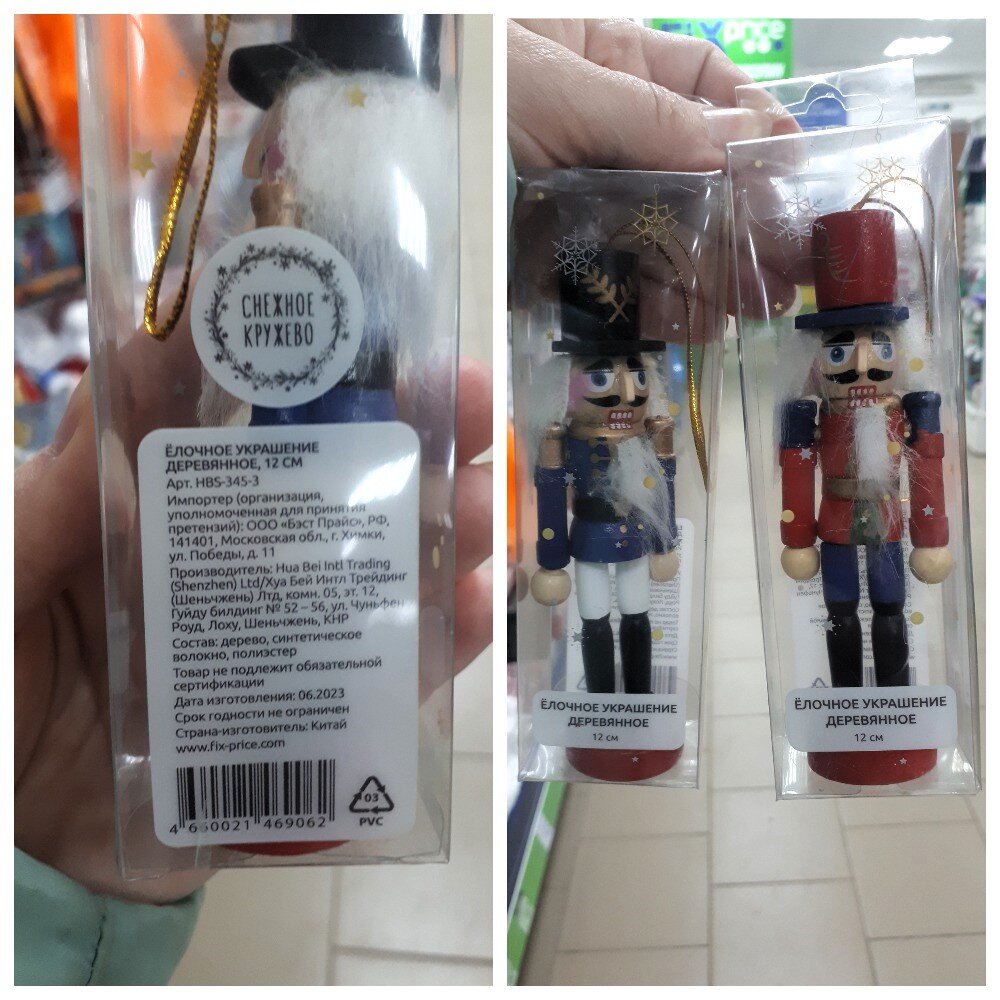 СНЕЖНОЕ
КРУЖЕВО
ЁЛОЧНОЕ УКРАШЕНИЕ
ДЕРЕВЯННОЕ, 12 СМ
Арт. HBS-345-3
Импортер (организация,
уполномоченная для принятия
претензий): ООО «Бэст Прайс», РФ,
141401, Московская обл., г. Химки,
ул. Победы, д. 11
Производитель: Hua Bei Intl Trading
(Shenzhen) Ltd/Хуа Бей Интл Трейдинг
(Шеньчжень) Лтд, комн. 05, эт. 12,
Гуйду билдинг № 52 – 56, ул. Чуньфен
Роуд, Лоху, Шеньчжень, КНР
Состав: дерево, синтетическое
волокно, полиэстер
Товар не подлежит обязательной
сертификации
Дата изготовления: 06.2023
Срок годности не ограничен
Страна-изготовитель: Китай
www.fix-price.com
4 660021 469062
03
PVC
FIX price
ЁЛОЧНОЕ УКРАШЕНИЕ
ДЕРЕВЯННОЕ
12 см
ЁЛОЧНОЕ УКРАШЕНИЕ
ДЕРЕВЯННОЕ
12 см